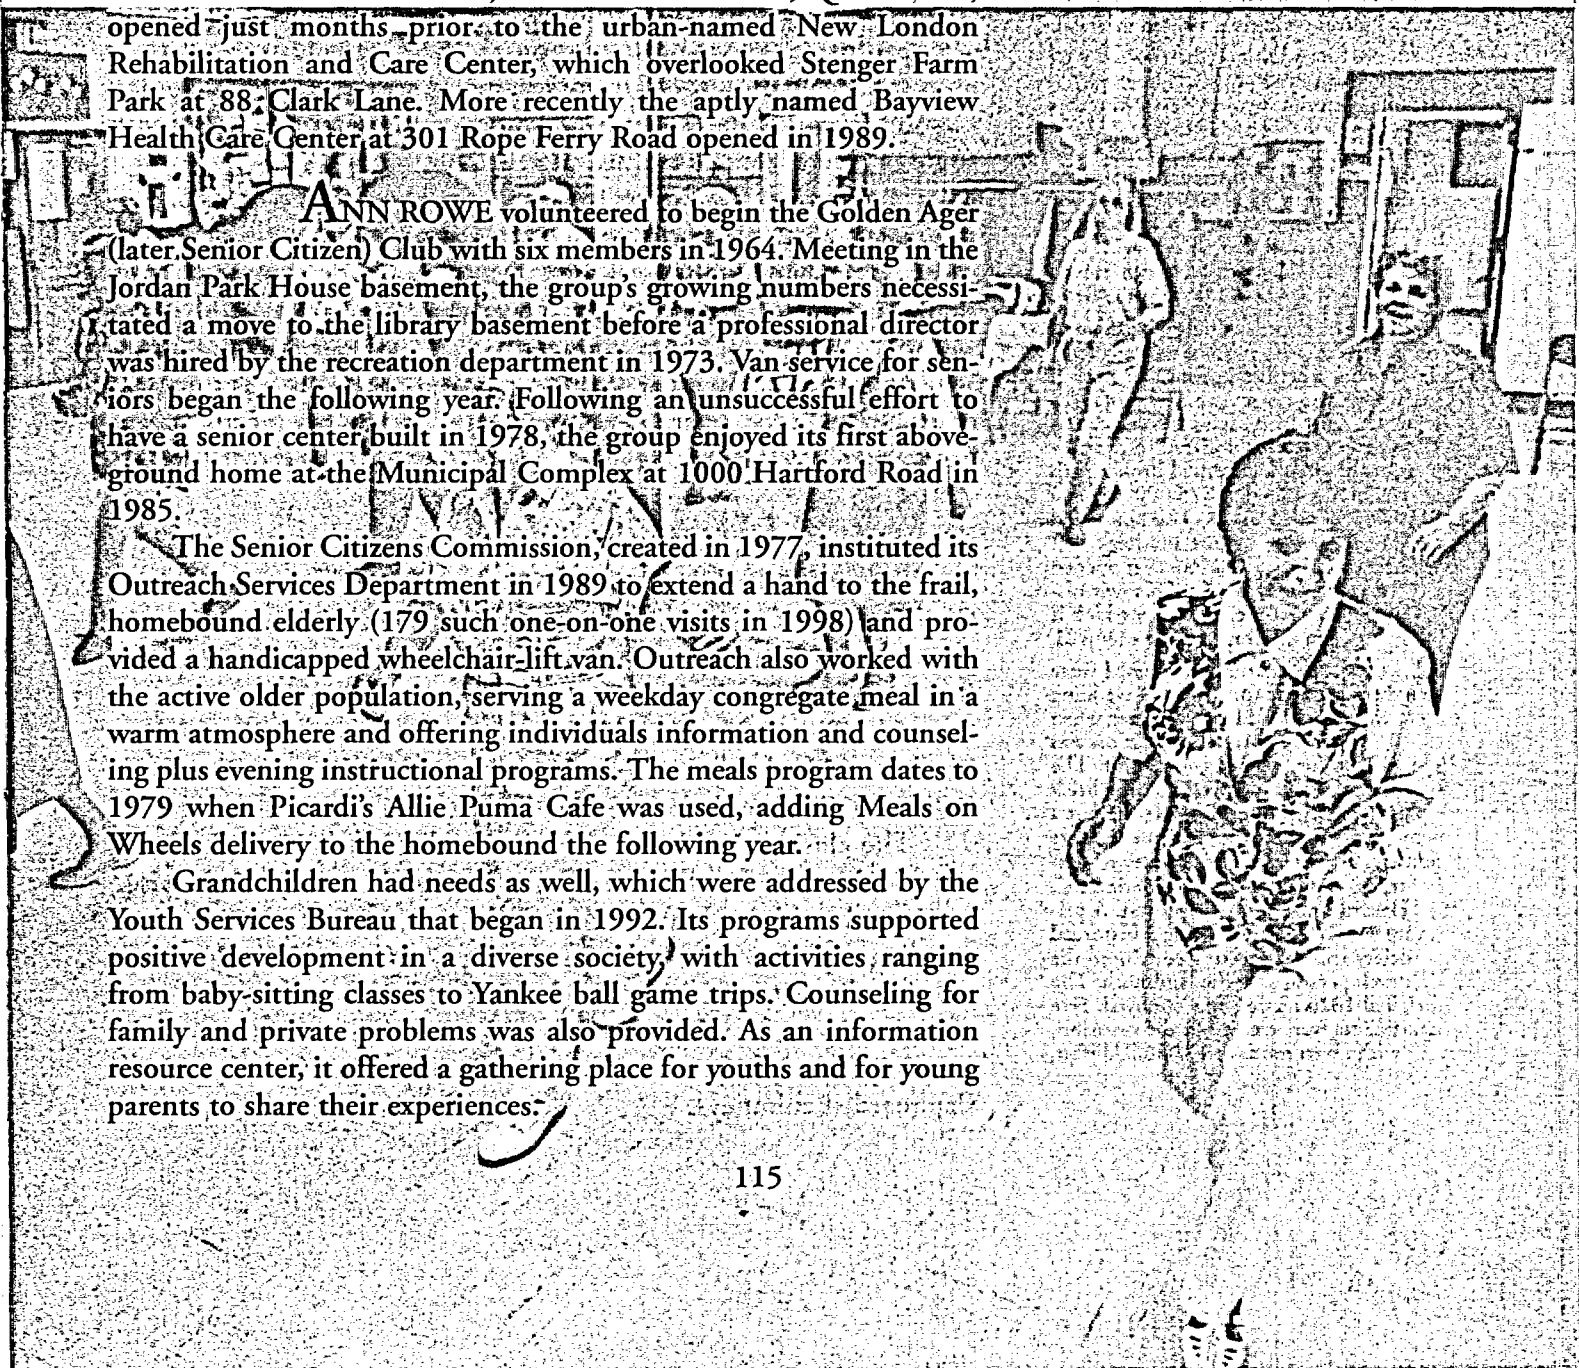 opened just months prior to the urban-named New London
Rehabilitation and Care Center, which overlooked Stenger Farm
Park at 88 Clark Lane. More recently the aptly named Bayview
Health Care Center at 301 Rope Ferry Road opened in 1989.
ANN ROWE volunteered to begin the Golden Ager
(later Senior Citizen) Club with six members in 1964. Meeting in the
Jordan Park House basement, the group's growing numbers necessi-
tated a move to the library basement before a professional director
was hired by the recreation department in 1973. Van service for sen-
iors began the following year. Following an unsuccessful effort to
have a senior center built in 1978, the group enjoyed its first above-
ground home at the Municipal Complex at 1000 Hartford Road in
1985.
The Senior Citizens Commission, created in 1977, instituted its
Outreach Services Department in 1989 to extend a hand to the frail,
homebound elderly (179 such one-on-one visits in 1998) and pro-
vided a handicapped wheelchair-lift van. Outreach also worked with
the active older population, serving a weekday congregate meal in a
warm atmosphere and offering individuals information and counsel-
ing plus evening instructional programs. The meals program dates to
1979 when Picardi's Allie Puma Cafe was used, adding Meals on
Wheels delivery to the homebound the following year.
Grandchildren had needs as well, which were addressed by the
Youth Services Bureau that began in 1992. Its programs supported
positive development in a diverse society, with activities ranging
from baby-sitting classes to Yankee ball game trips. Counseling for
family and private problems was also provided. As an information
resource center, it offered a gathering place for youths and for young
parents to share their experiences.
115